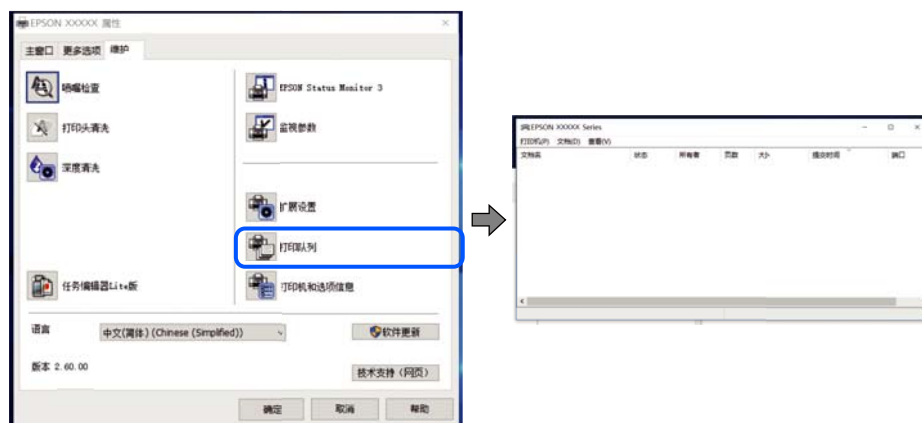 EPSON XXXXX 属性
主窗口 更多选项 维护
喷嘴检查
打印头清洗
深度清洗
任务编辑器Lite版
EPSON Status Monitor 3
监视参数
扩展设置
打印队列
打印机和选项信息
语言 中文(简体) (Chinese (Simplified))
软件更新
版本 2.60.00
技术支持(网页)
确定 取消 帮助
EPSON XXXXX Series
打印机(P) 文档(D) 查看(V)
文档名 状态 所有者 页数 大小 提交时间 端口